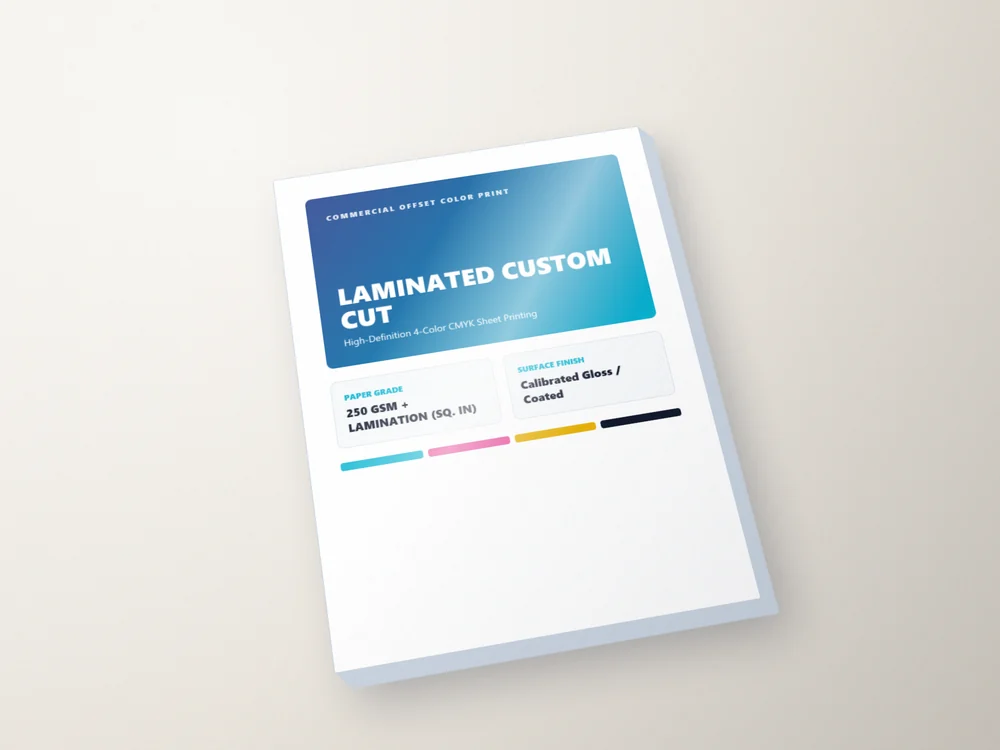 COMMERCIAL OFFSET COLOR PRINT
LAMINATED CUSTOM
CUT
High-Definition 4-Color CMYK Sheet Printing
PAPER GRADE
250 GSM +
LAMINATION (SQ. IN)
SURFACE FINISH
Calibrated Gloss /
Coated